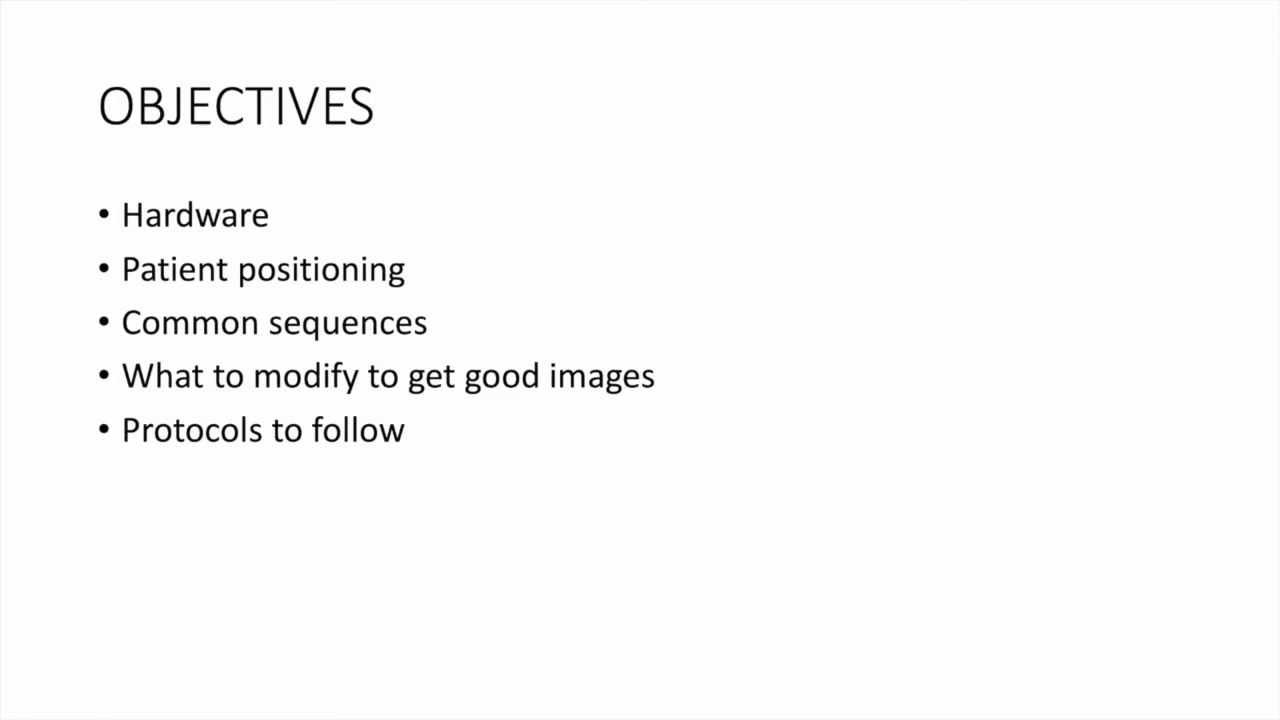 OBJECTIVES
• Hardware
• Patient positioning
• Common sequences
• What to modify to get good images
• Protocols to follow